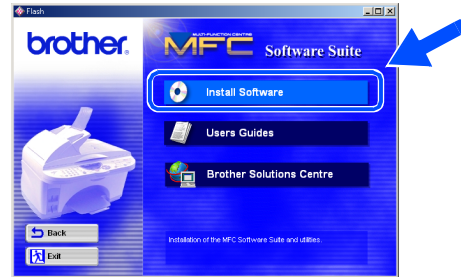 Flash
brother.
MULTI-FUNCTION CENTRE
MFC Software Suite
Install Software
Users Guides
Brother Solutions Centre
Back
Installation of the MFC Software Suite and utilities.
Exit